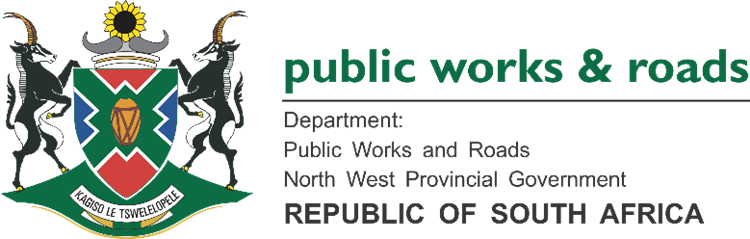 KAGISO LE TSWELELOPELE
public works & roads
Department:
Public Works and Roads
North West Provincial Government
REPUBLIC OF SOUTH AFRICA